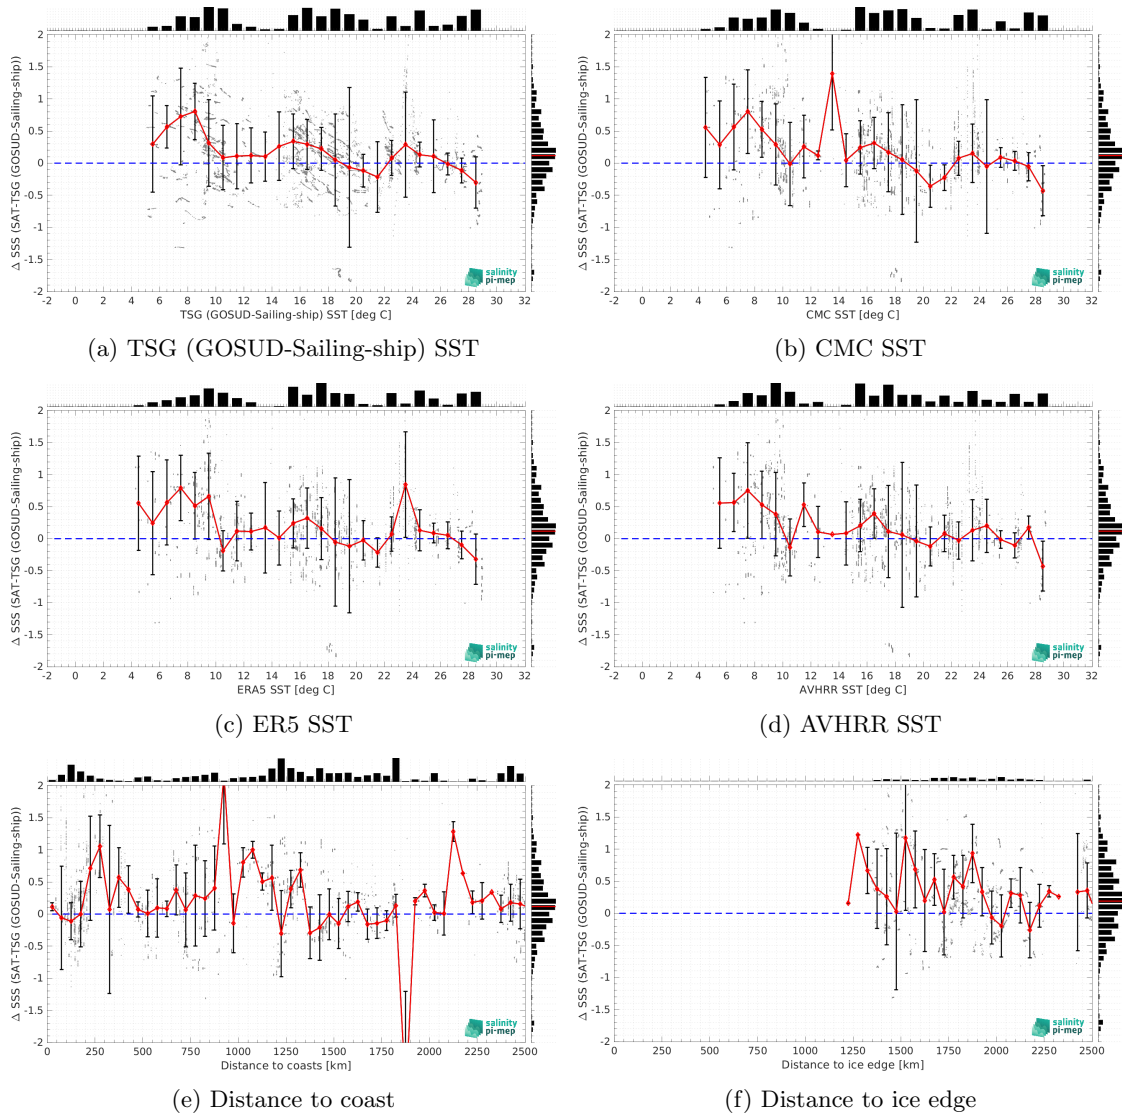 2
1.5
1
0.5
0
-0.5
-1
-1.5
-2
Δ SSS (SAT-TSG (GOSUD-Sailing-ship))
salinity
pi-mep
-2 0 2 4 6 8 10 12 14 16 18 20 22 24 26 28 30 32
TSG (GOSUD-Sailing-ship) SST [deg C]
(a) TSG (GOSUD-Sailing-ship) SST
2
1.5
1
0.5
0
-0.5
-1
-1.5
-2
Δ SSS (SAT-TSG (GOSUD-Sailing-ship))
salinity
pi-mep
-2 0 2 4 6 8 10 12 14 16 18 20 22 24 26 28 30 32
CMC SST [deg C]
(b) CMC SST
2
1.5
1
0.5
0
-0.5
-1
-1.5
-2
Δ SSS (SAT-TSG (GOSUD-Sailing-ship))
salinity
pi-mep
-2 0 2 4 6 8 10 12 14 16 18 20 22 24 26 28 30 32
ERA5 SST [deg C]
(c) ER5 SST
2
1.5
1
0.5
0
-0.5
-1
-1.5
-2
Δ SSS (SAT-TSG (GOSUD-Sailing-ship))
salinity
pi-mep
-2 0 2 4 6 8 10 12 14 16 18 20 22 24 26 28 30 32
AVHRR SST [deg C]
(d) AVHRR SST
2
1.5
1
0.5
0
-0.5
-1
-1.5
-2
Δ SSS (SAT-TSG (GOSUD-Sailing-ship))
salinity
pi-mep
0 250 500 750 1000 1250 1500 1750 2000 2250 2500
Distance to coasts [km]
(e) Distance to coast
2
1.5
1
0.5
0
-0.5
-1
-1.5
-2
Δ SSS (SAT-TSG (GOSUD-Sailing-ship))
salinity
pi-mep
0 250 500 750 1000 1250 1500 1750 2000 2250 2500
Distance to ice edge [km]
(f) Distance to ice edge